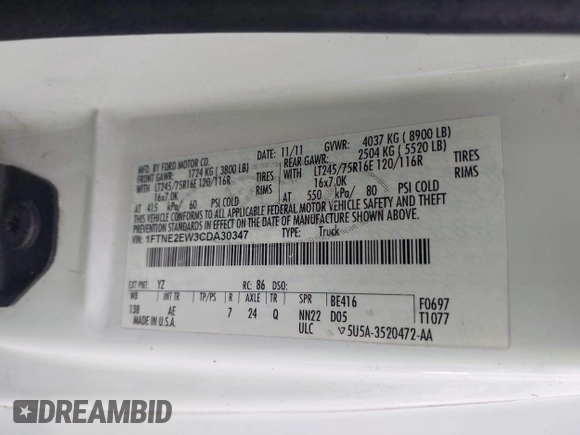 MFD. BY FORD MOTOR CO.
DATE: 11/11 GVWR: 4037 KG ( 8900 LB)
FRONT GAWR: 1724 KG ( 3800 LB) REAR GAWR: 2504 KG ( 5520 LB)
WITH LT245/75R16E 120/116R TIRES WITH LT245/75R16E 120/116R TIRES
16x7.0K RIMS 16x7.0K RIMS
AT 415 kPa/ 60 PSI COLD AT 550 kPa/ 80 PSI COLD
THIS VEHICLE CONFORMS TO ALL APPLICABLE FEDERAL MOTOR VEHICLE SAFETY
STANDARDS IN EFFECT ON THE DATE OF MANUFACTURE SHOWN ABOVE.
VIN: 1FTNE2EW3CDA30347 TYPE: Truck
EXT PNT: YZ RC: 86 DSO:
WB INT TR TP/PS R AXLE TR SPR BE416 F0697
138 AE 7 24 Q NN22 D05 T1077
MADE IN U.S.A. ULC 5U5A-3520472-AA
DREAMBID